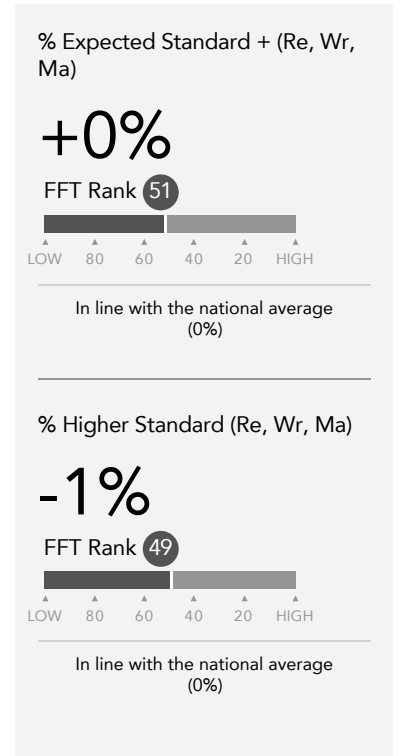 % Expected Standard + (Re, Wr,
Ma)
+0%
FFT Rank 51
LOW 80 60 40 20 HIGH
In line with the national average
(0%)
% Higher Standard (Re, Wr, Ma)
-1%
FFT Rank 49
LOW 80 60 40 20 HIGH
In line with the national average
(0%)